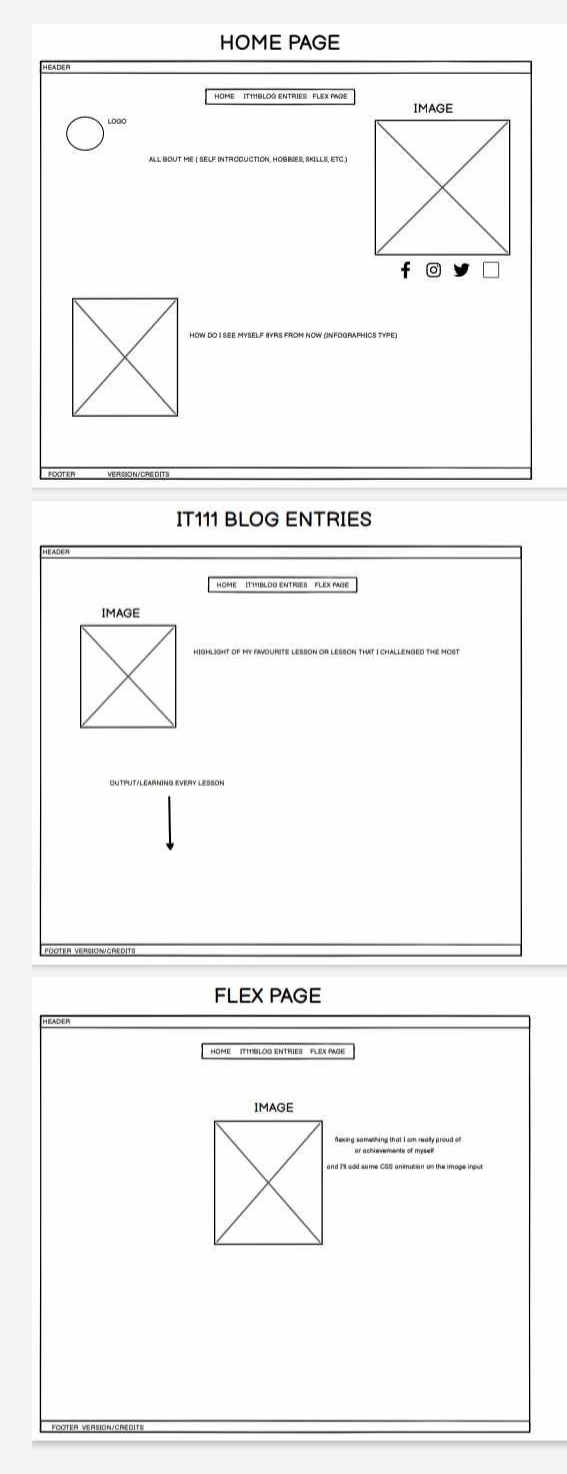 HOME PAGE
HEADER
HOME IT111BLOG ENTRIES FLEX PAGE
IMAGE
LOGO
ALL BOUT ME ( SELF INTRODUCTION, HOBBIES, SKILLS, ETC.)
HOW DO I SEE MYSELF 5YRS FROM NOW (INFOGRAPHICS TYPE)
FOOTER VERSION/CREDITS
IT111 BLOG ENTRIES
HEADER
HOME IT111BLOG ENTRIES FLEX PAGE
IMAGE
HIGHLIGHT OF MY FAVOURITE LESSON OR LESSON THAT I CHALLENGED THE MOST
OUTPUT/LEARNING EVERY LESSON
FOOTER VERSION/CREDITS
FLEX PAGE
HEADER
HOME IT111BLOG ENTRIES FLEX PAGE
IMAGE
flexing something that I am really proud of
or achievements of myself
and I'll add some CSS animation on the image input
FOOTER VERSION/CREDITS